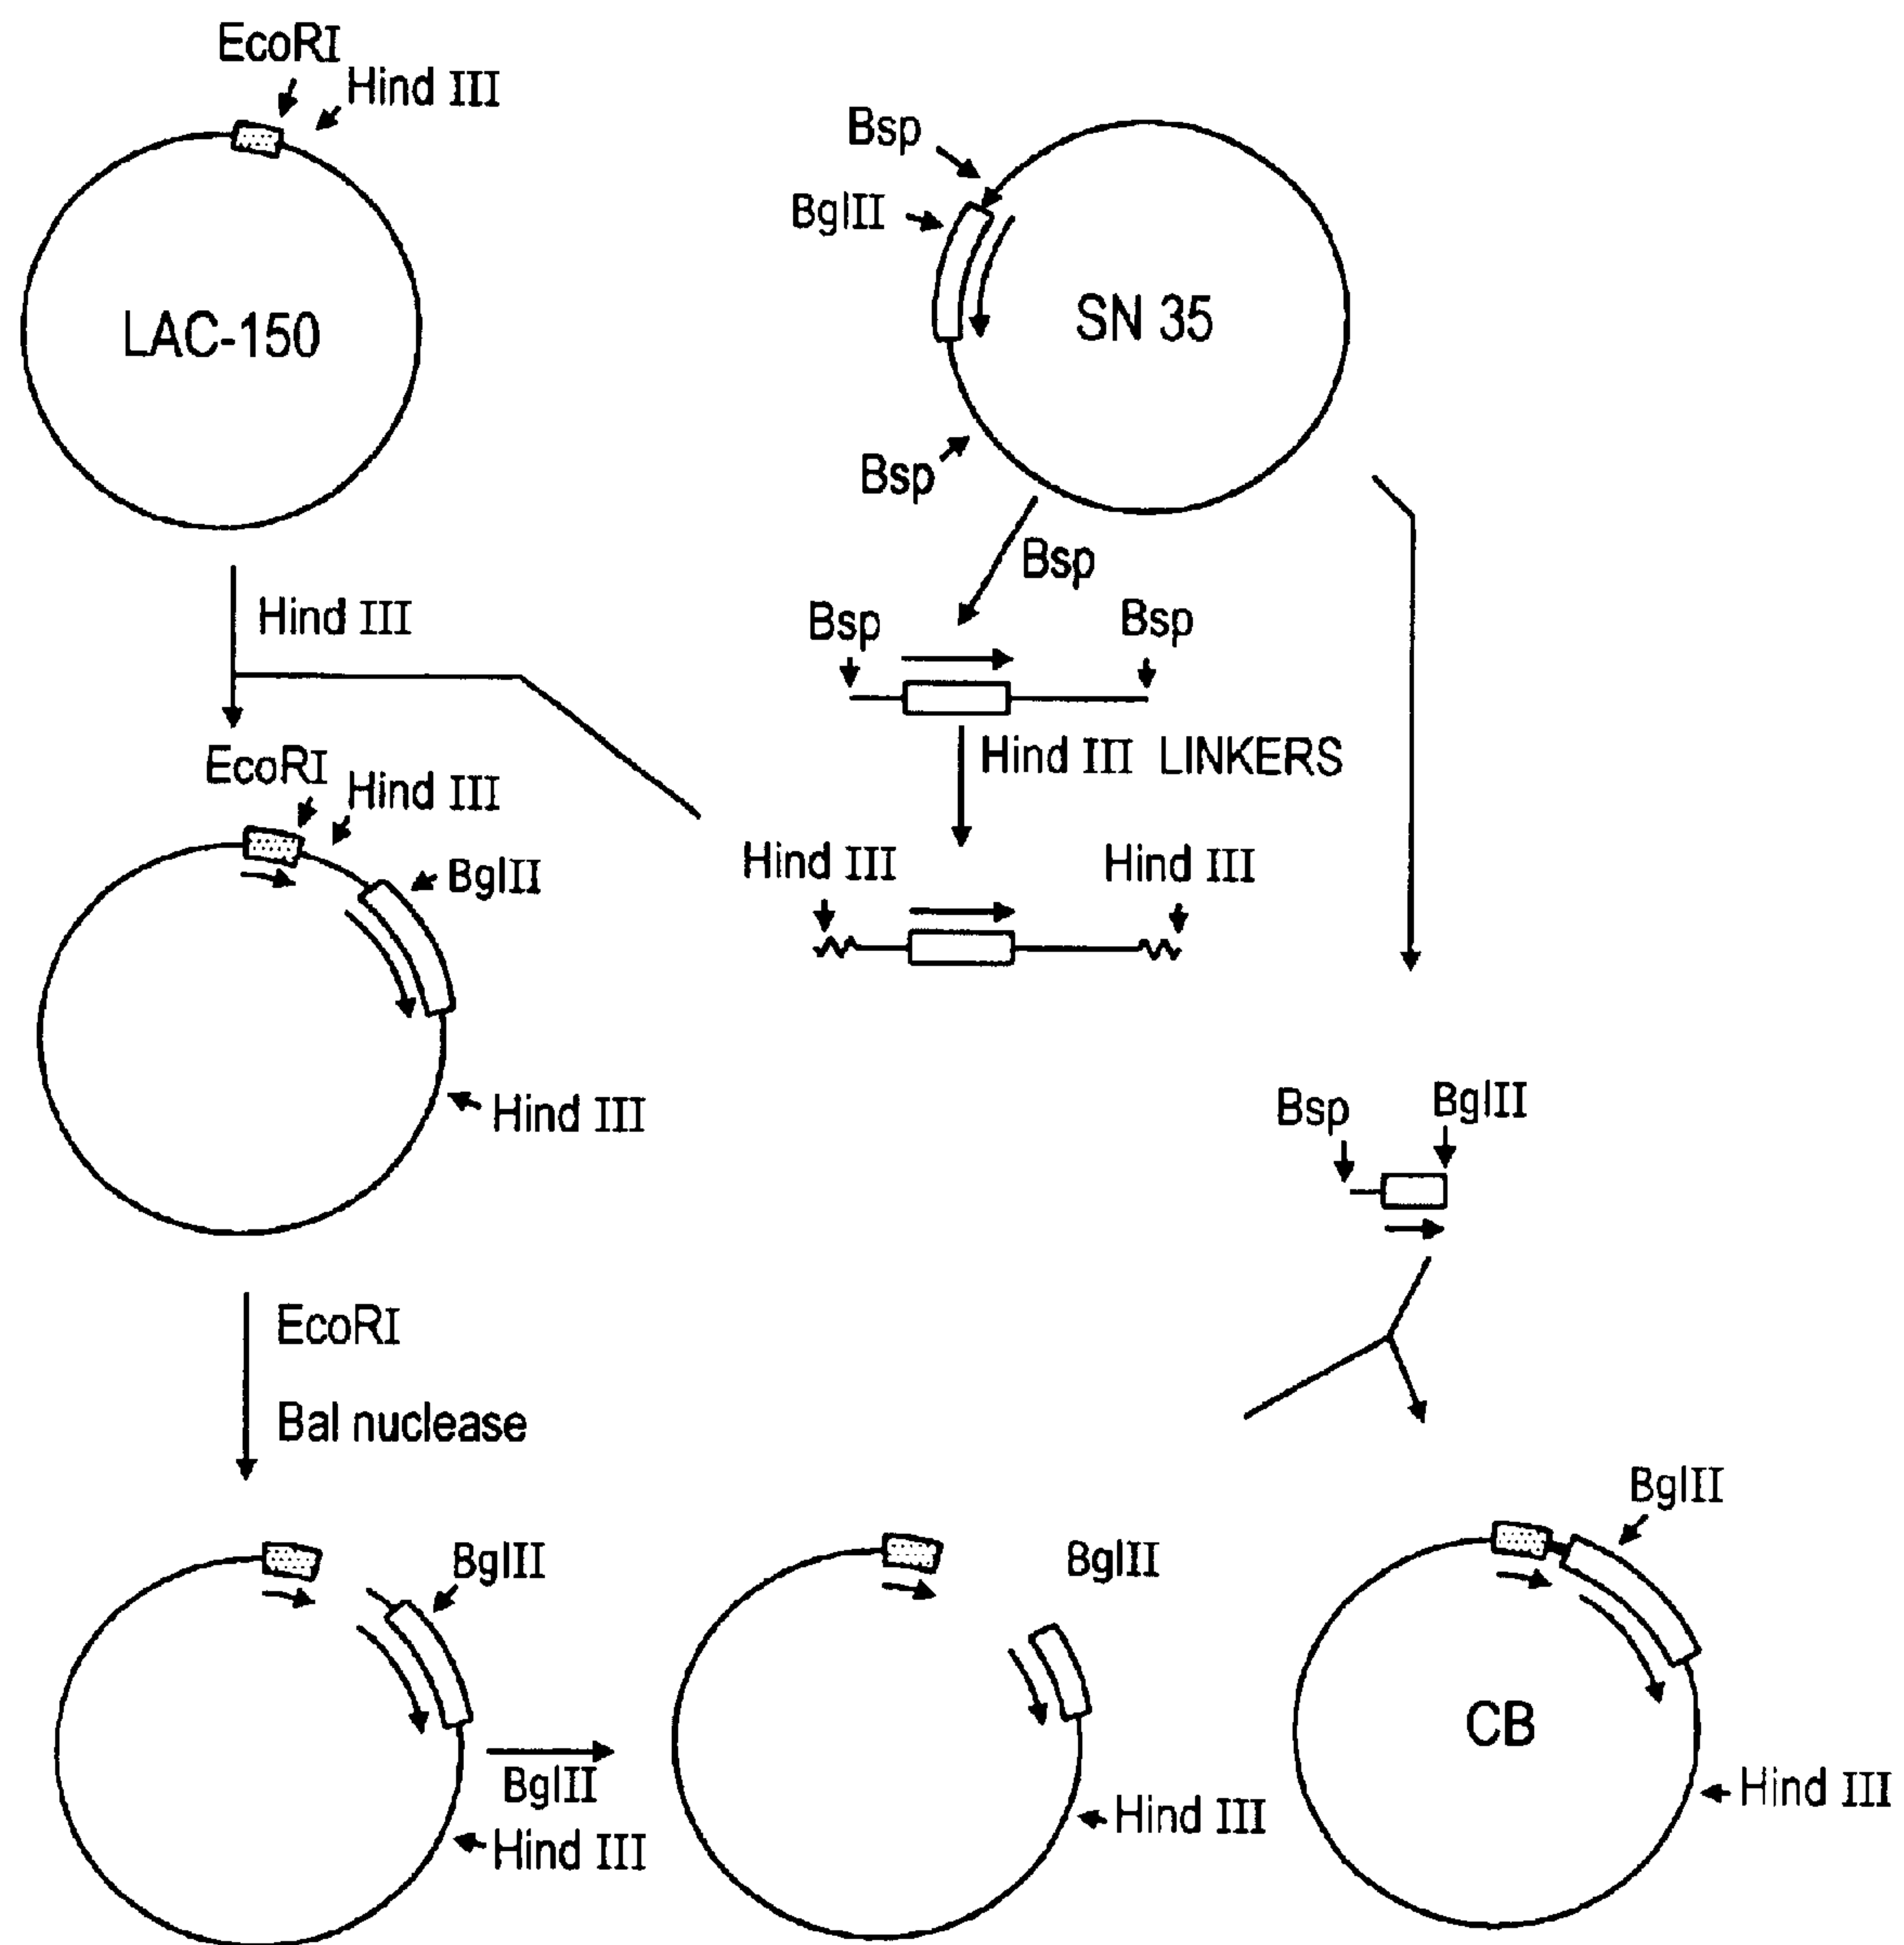 EcoRI
Hind III
LAC-150
Bsp
BglII
SN 35
Bsp
Hind III
Bsp
Bsp
Bsp
Hind III LINKERS
EcoRI
Hind III
BglII
Hind III
Hind III
Hind III
Bsp
BglII
EcoRI
Bal nuclease
BglII
BglII
Hind III
BglII
Hind III
BglII
CB
Hind III